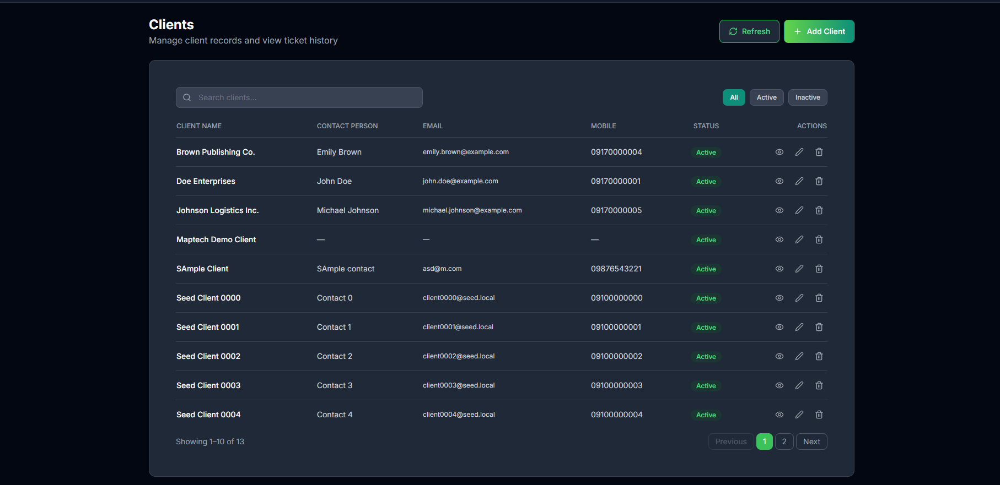 Clients
Manage client records and view ticket history
Refresh
Add Client
Search clients...
All Active Inactive
CLIENT NAME CONTACT PERSON EMAIL MOBILE STATUS ACTIONS
Brown Publishing Co. Emily Brown emily.brown@example.com 09170000004 Active
Doe Enterprises John Doe john.doe@example.com 09170000001 Active
Johnson Logistics Inc. Michael Johnson michael.johnson@example.com 09170000005 Active
Maptech Demo Client — — — Active
SAmple Client SAmple contact asd@m.com 09876543221 Active
Seed Client 0000 Contact 0 client0000@seed.local 09100000000 Active
Seed Client 0001 Contact 1 client0001@seed.local 09100000001 Active
Seed Client 0002 Contact 2 client0002@seed.local 09100000002 Active
Seed Client 0003 Contact 3 client0003@seed.local 09100000003 Active
Seed Client 0004 Contact 4 client0004@seed.local 09100000004 Active
Showing 1–10 of 13
Previous 1 2 Next